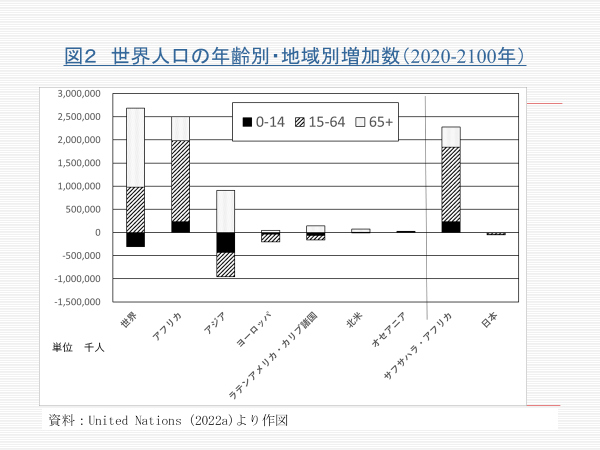 図2 世界人口の年齢別・地域別増加数（2020-2100年）
3,000,000
2,500,000
2,000,000
1,500,000
1,000,000
500,000
0
-500,000
-1,000,000
-1,500,000
0-14 15-64 65+
世界
アフリカ
アジア
ヨーロッパ
ラテンアメリカ・カリブ諸国
北米
オセアニア
サブサハラ・アフリカ
日本
単位 千人
資料：United Nations (2022a)より作図